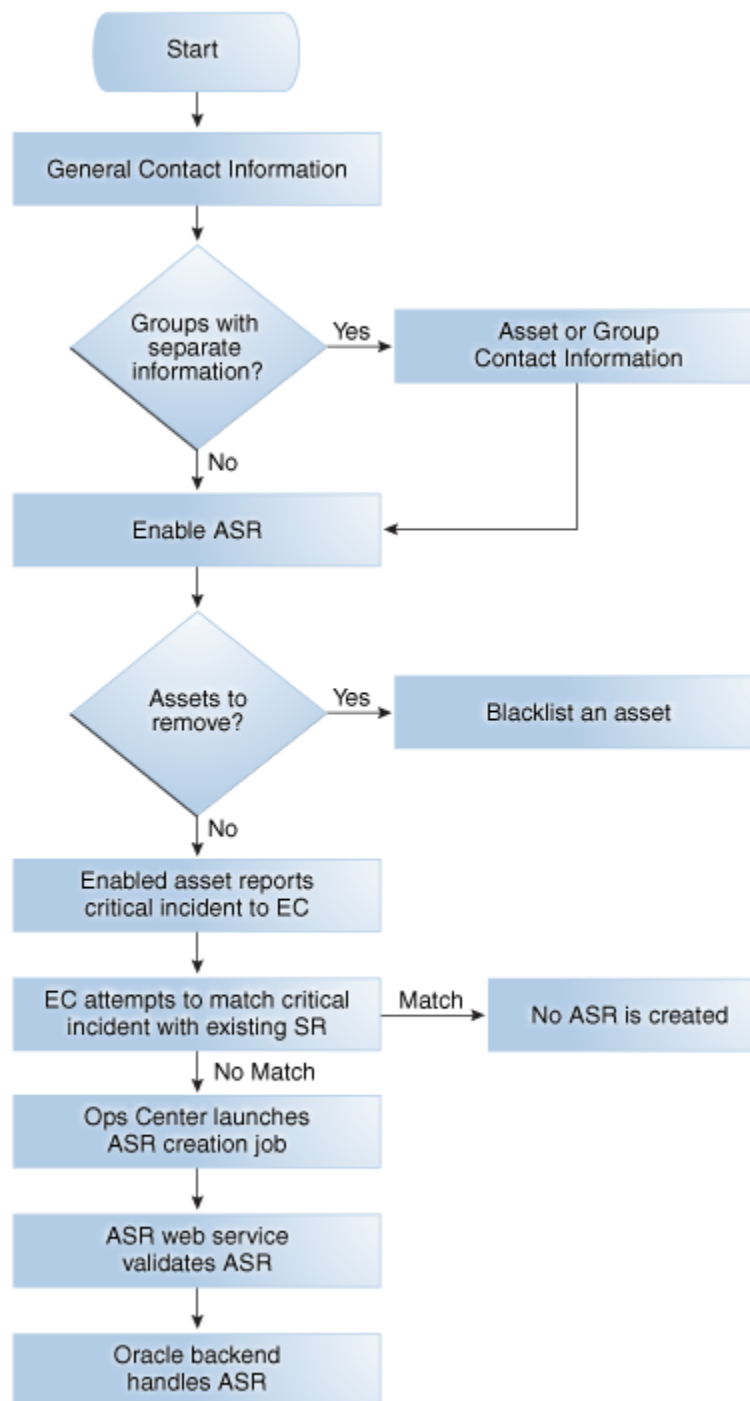 Start
General Contact Information
Groups with
separate
information?
Yes
Asset or Group
Contact Information
No
Enable ASR
Assets to
remove?
Yes
Blacklist an asset
No
Enabled asset reports
critical incident to EC
EC attempts to match critical
incident with existing SR
Match
No ASR is created
No Match
Ops Center launches
ASR creation job
ASR web service
validates ASR
Oracle backend
handles ASR